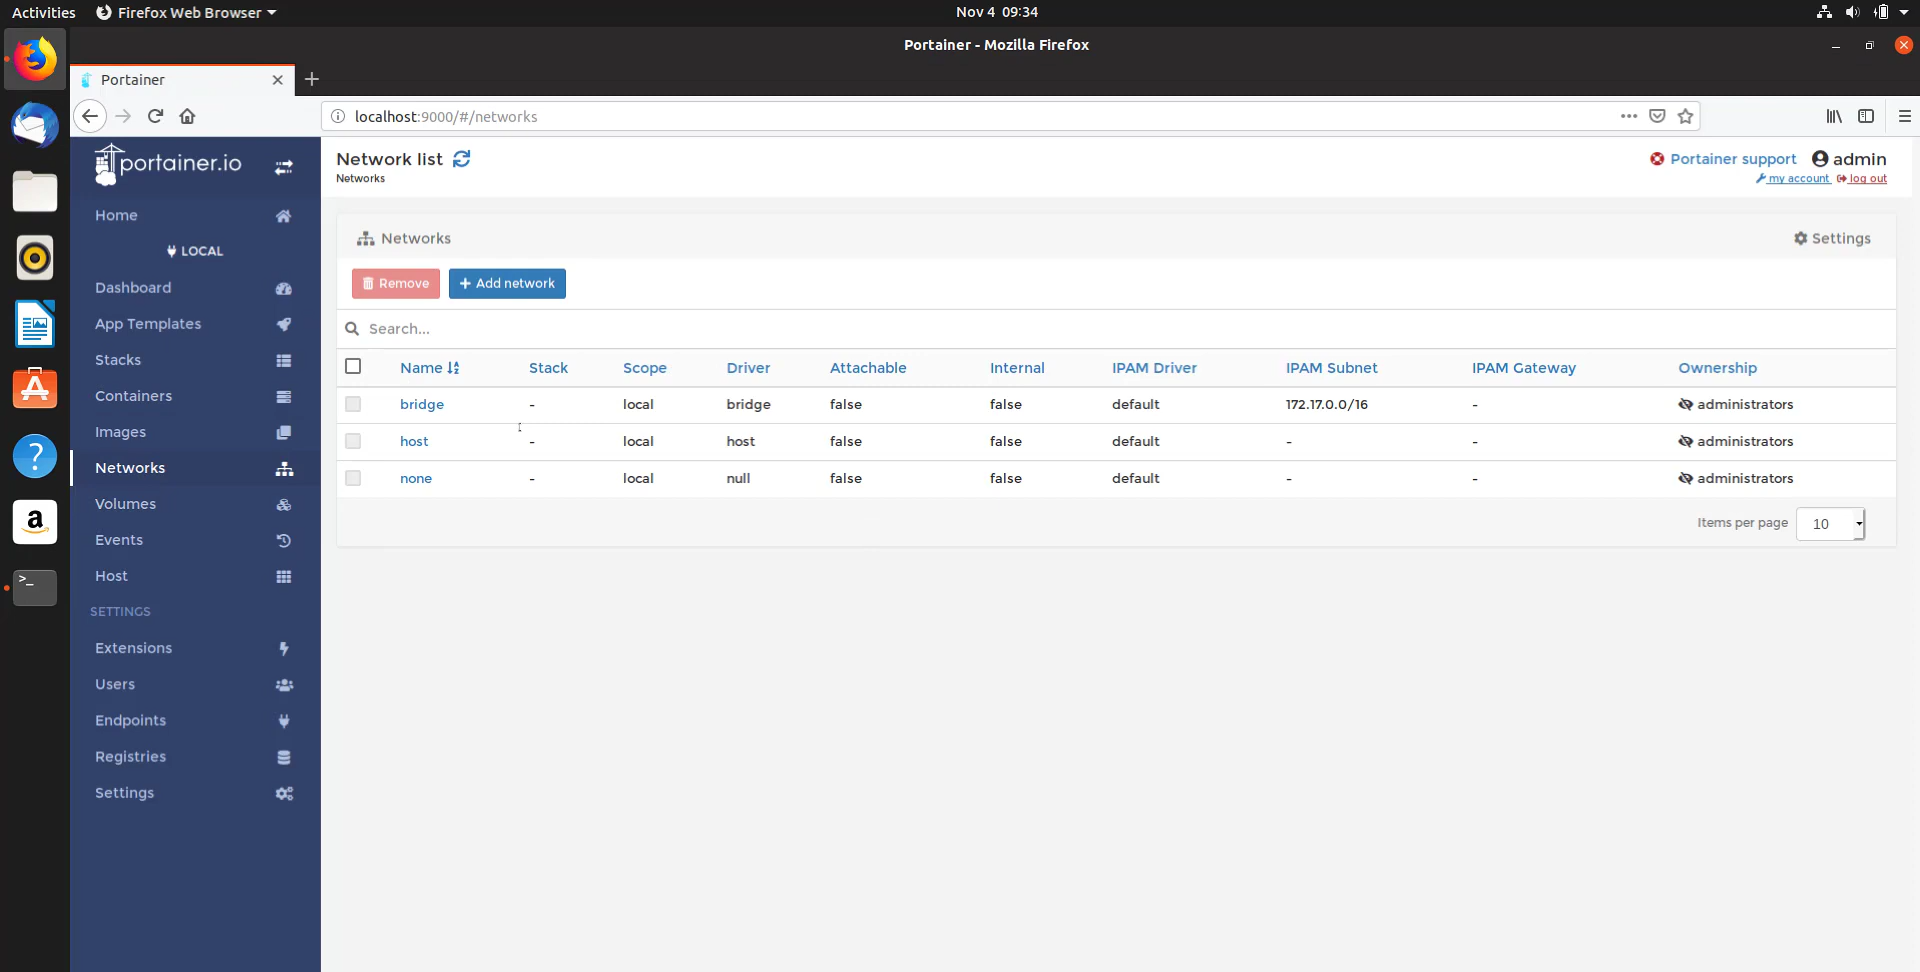 Activities Firefox Web Browser Nov 4 09:34
Portainer - Mozilla Firefox
Portainer
localhost:9000/#/networks
portainer.io
Network list
Networks
Portainer support admin
my account log out
Home
LOCAL
Dashboard
App Templates
Stacks
Containers
Images
Networks
Volumes
Events
Host
SETTINGS
Extensions
Users
Endpoints
Registries
Settings
Networks Settings
Remove + Add network
Search...
Name Stack Scope Driver Attachable Internal IPAM Driver IPAM Subnet IPAM Gateway Ownership
bridge - local bridge false false default 172.17.0.0/16 - administrators
host - local host false false default - - administrators
none - local null false false default - - administrators
Items per page 10